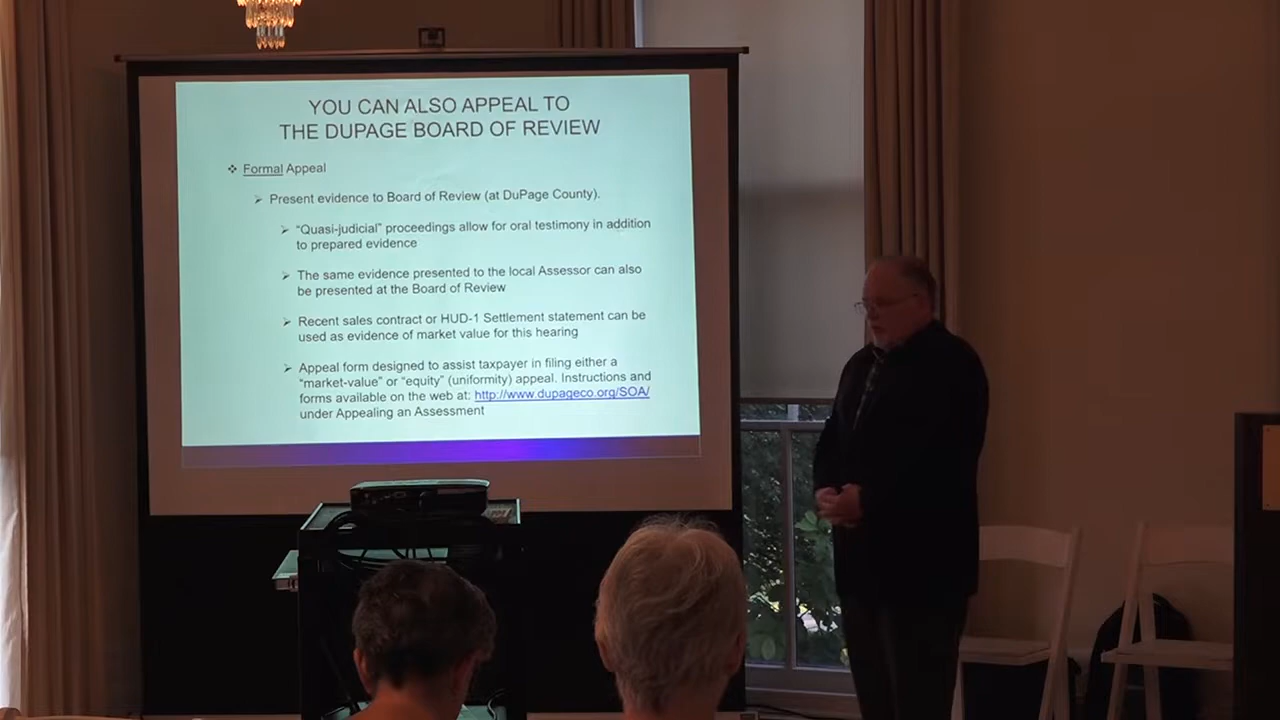 YOU CAN ALSO APPEAL TO
THE DUPAGE BOARD OF REVIEW
❖ Formal Appeal
➢ Present evidence to Board of Review (at DuPage County).
➢ "Quasi-judicial" proceedings allow for oral testimony in addition
to prepared evidence
➢ The same evidence presented to the local Assessor can also
be presented at the Board of Review
➢ Recent sales contract or HUD-1 Settlement statement can be
used as evidence of market value for this hearing
➢ Appeal form designed to assist taxpayer in filing either a
"market-value" or "equity" (uniformity) appeal. Instructions and
forms available on the web at: http://www.dupageco.org/SOA/
under Appealing an Assessment